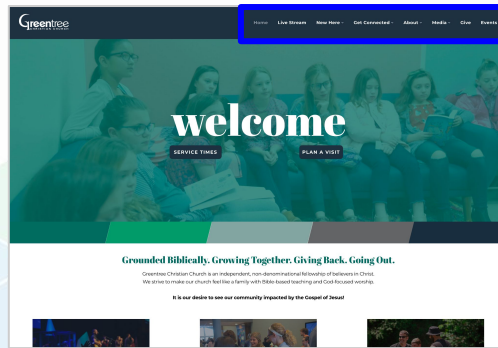 Greentree
CHRISTIAN CHURCH
Home Live Stream New Here Get Connected About Media Give Events
welcome
SERVICE TIMES PLAN A VISIT
Grounded Biblically. Growing Together. Giving Back. Going Out.
Greentree Christian Church is an independent, non-denominational fellowship of believers in Christ.
We strive to make our church feel like a family with Bible-based teaching and God-focused worship.
It is our desire to see our community impacted by the Gospel of Jesus!